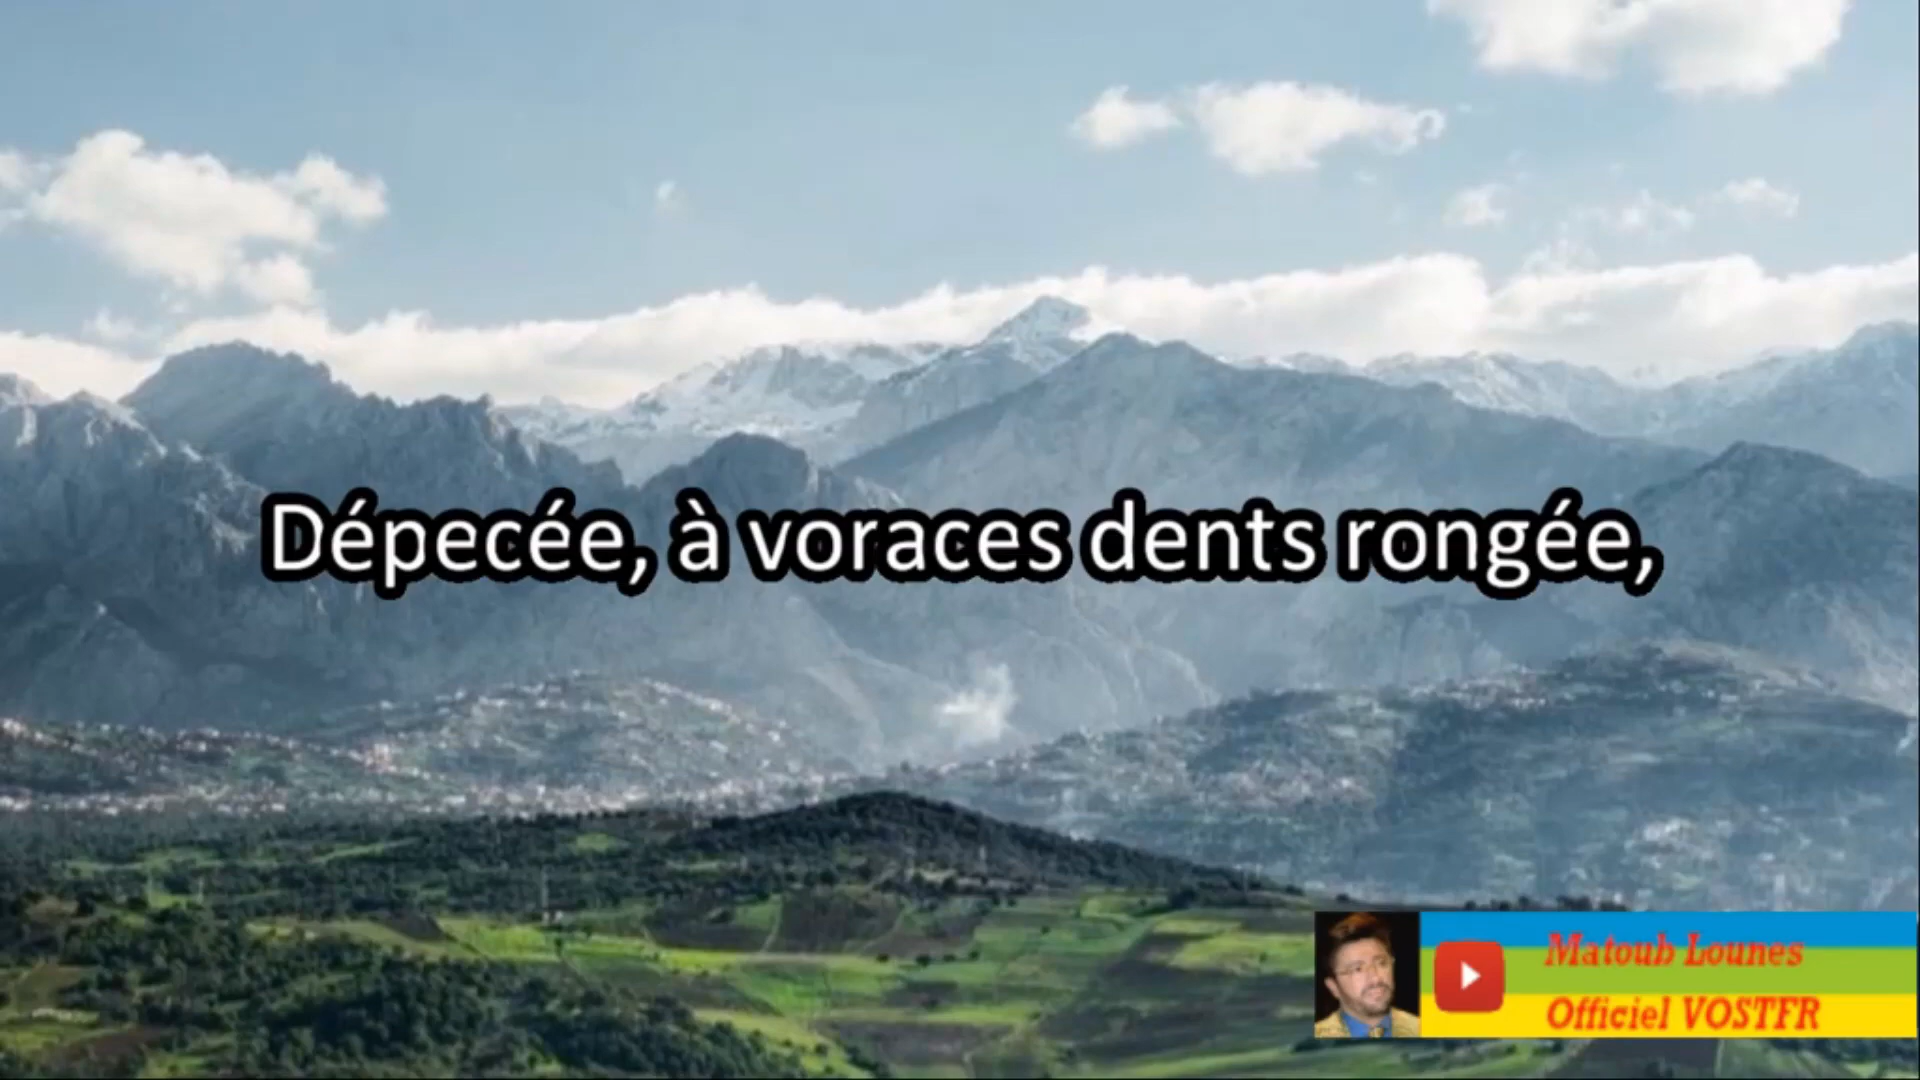 Dépecée, à voraces dents rongée,
Matoub Lounes
Officiel VOSTFR